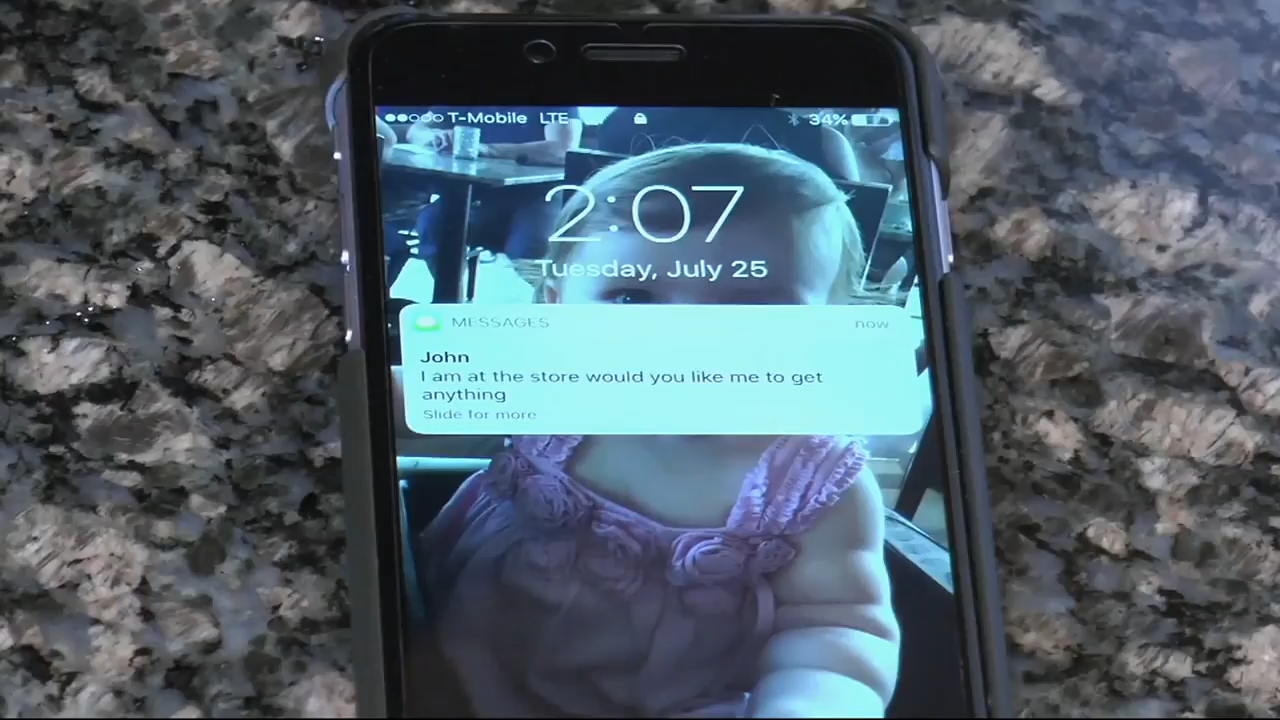 T-Mobile LTE 34%
2:07
Tuesday, July 25
MESSAGES now
John
I am at the store would you like me to get
anything
Slide for more